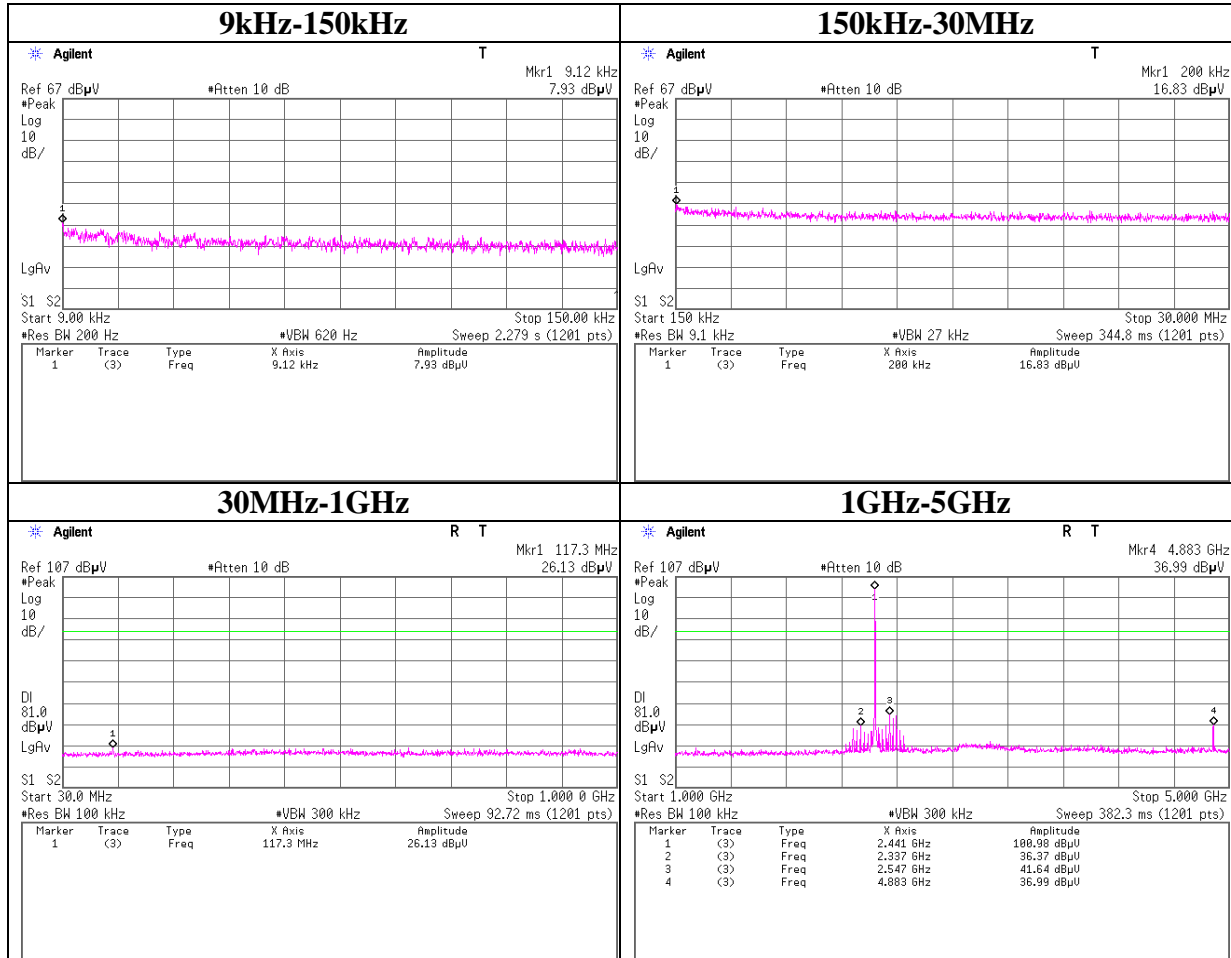 9kHz-150kHz
Agilent T
Mkr1 9.12 kHz
Ref 67 dBµV #Atten 10 dB 7.93 dBµV
#Peak
Log
10
dB/
1
LgAv
S1 S2
Start 9.00 kHz Stop 150.00 kHz
#Res BW 200 Hz #VBW 620 Hz Sweep 2.279 s (1201 pts)
Marker Trace Type X Axis Amplitude
1 (3) Freq 9.12 kHz 7.93 dBµV
150kHz-30MHz
Agilent T
Mkr1 200 kHz
Ref 67 dBµV #Atten 10 dB 16.83 dBµV
#Peak
Log
10
dB/
1
LgAv
S1 S2
Start 150 kHz Stop 30.000 MHz
#Res BW 9.1 kHz #VBW 27 kHz Sweep 344.8 ms (1201 pts)
Marker Trace Type X Axis Amplitude
1 (3) Freq 200 kHz 16.83 dBµV
30MHz-1GHz
Agilent R T
Mkr1 117.3 MHz
Ref 107 dBµV #Atten 10 dB 26.13 dBµV
#Peak
Log
10
dB/
DI
81.0
dBµV
1
LgAv
S1 S2
Start 30.0 MHz Stop 1.000 0 GHz
#Res BW 100 kHz #VBW 300 kHz Sweep 92.72 ms (1201 pts)
Marker Trace Type X Axis Amplitude
1 (3) Freq 117.3 MHz 26.13 dBµV
1GHz-5GHz
Agilent R T
Mkr4 4.883 GHz
Ref 107 dBµV #Atten 10 dB 36.99 dBµV
#Peak
1
Log
10
dB/
DI
3
81.0 2 4
dBµV
LgAv
S1 S2
Start 1.000 GHz Stop 5.000 GHz
#Res BW 100 kHz #VBW 300 kHz Sweep 382.3 ms (1201 pts)
Marker Trace Type X Axis Amplitude
1 (3) Freq 2.441 GHz 100.98 dBµV
2 (3) Freq 2.337 GHz 36.37 dBµV
3 (3) Freq 2.547 GHz 41.64 dBµV
4 (3) Freq 4.883 GHz 36.99 dBµV